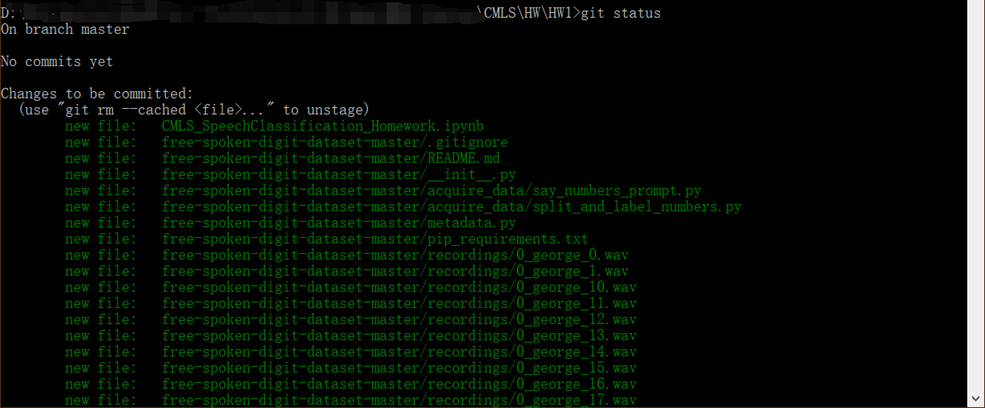 D:\CMLS\HW\HW1>git status
On branch master
No commits yet
Changes to be committed:
(use "git rm --cached <file>..." to unstage)
new file: CMLS_SpeechClassification_Homework.ipynb
new file: free-spoken-digit-dataset-master/.gitignore
new file: free-spoken-digit-dataset-master/README.md
new file: free-spoken-digit-dataset-master/__init__.py
new file: free-spoken-digit-dataset-master/acquire_data/say_numbers_prompt.py
new file: free-spoken-digit-dataset-master/acquire_data/split_and_label_numbers.py
new file: free-spoken-digit-dataset-master/metadata.py
new file: free-spoken-digit-dataset-master/pip_requirements.txt
new file: free-spoken-digit-dataset-master/recordings/0_george_0.wav
new file: free-spoken-digit-dataset-master/recordings/0_george_1.wav
new file: free-spoken-digit-dataset-master/recordings/0_george_10.wav
new file: free-spoken-digit-dataset-master/recordings/0_george_11.wav
new file: free-spoken-digit-dataset-master/recordings/0_george_12.wav
new file: free-spoken-digit-dataset-master/recordings/0_george_13.wav
new file: free-spoken-digit-dataset-master/recordings/0_george_14.wav
new file: free-spoken-digit-dataset-master/recordings/0_george_15.wav
new file: free-spoken-digit-dataset-master/recordings/0_george_16.wav
new file: free-spoken-digit-dataset-master/recordings/0_george_17.wav